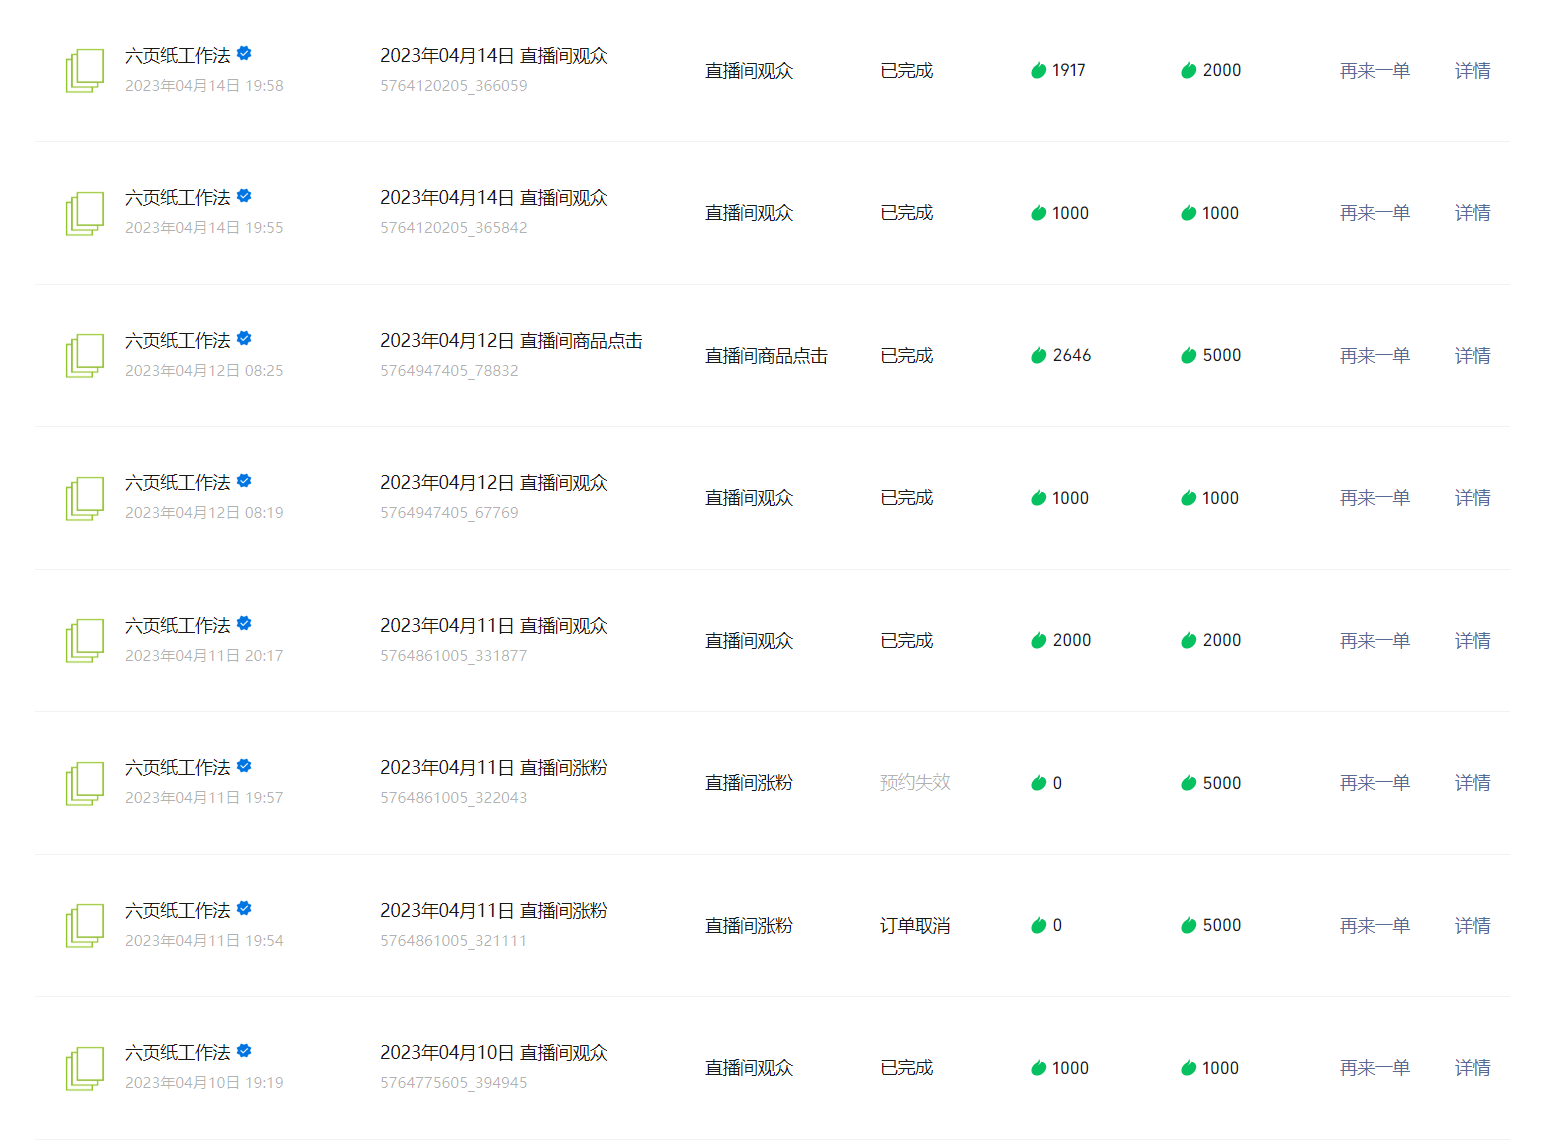 六页纸工作法
2023年04月14日 19:58
2023年04月14日 直播间观众
5764120205_366059
直播间观众
已完成
1917
2000
再来一单
详情
六页纸工作法
2023年04月14日 19:55
2023年04月14日 直播间观众
5764120205_365842
直播间观众
已完成
1000
1000
再来一单
详情
六页纸工作法
2023年04月12日 08:25
2023年04月12日 直播间商品点击
5764947405_78832
直播间商品点击
已完成
2646
5000
再来一单
详情
六页纸工作法
2023年04月12日 08:19
2023年04月12日 直播间观众
5764947405_67769
直播间观众
已完成
1000
1000
再来一单
详情
六页纸工作法
2023年04月11日 20:17
2023年04月11日 直播间观众
5764861005_331877
直播间观众
已完成
2000
2000
再来一单
详情
六页纸工作法
2023年04月11日 19:57
2023年04月11日 直播间涨粉
5764861005_322043
直播间涨粉
预约失效
0
5000
再来一单
详情
六页纸工作法
2023年04月11日 19:54
2023年04月11日 直播间涨粉
5764861005_321111
直播间涨粉
订单取消
0
5000
再来一单
详情
六页纸工作法
2023年04月10日 19:19
2023年04月10日 直播间观众
5764775605_394945
直播间观众
已完成
1000
1000
再来一单
详情